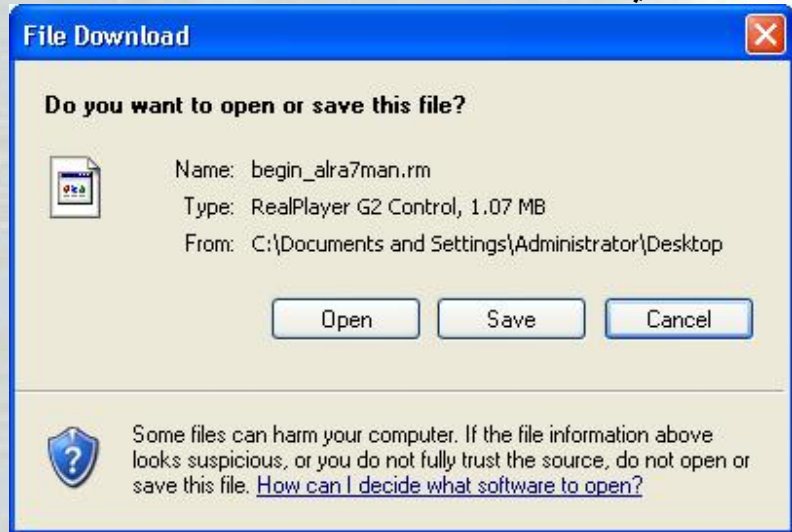 File Download
Do you want to open or save this file?
Name: begin_alra7man.rm
Type: RealPlayer G2 Control, 1.07 MB
From: C:\Documents and Settings\Administrator\Desktop
Open Save Cancel
Some files can harm your computer. If the file information above
looks suspicious, or you do not fully trust the source, do not open or
save this file. How can I decide what software to open?